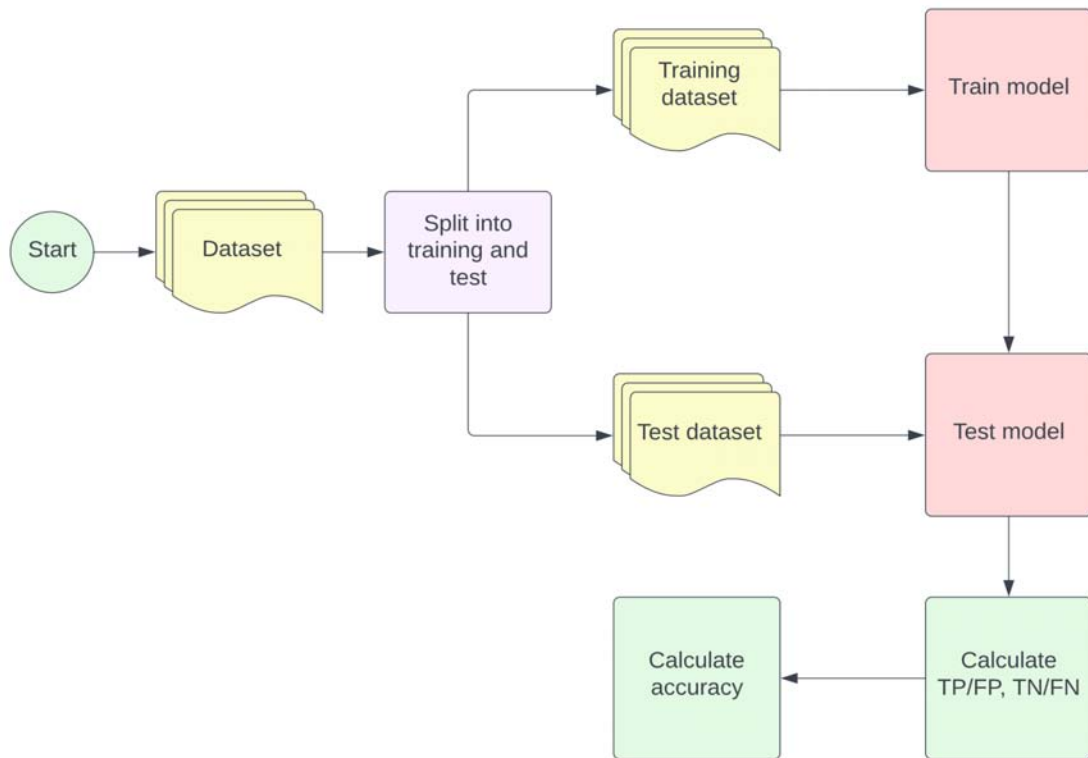 Start
Dataset
Split into
training and
test
Training
dataset
Train model
Test dataset
Test model
Calculate
TP/FP, TN/FN
Calculate
accuracy